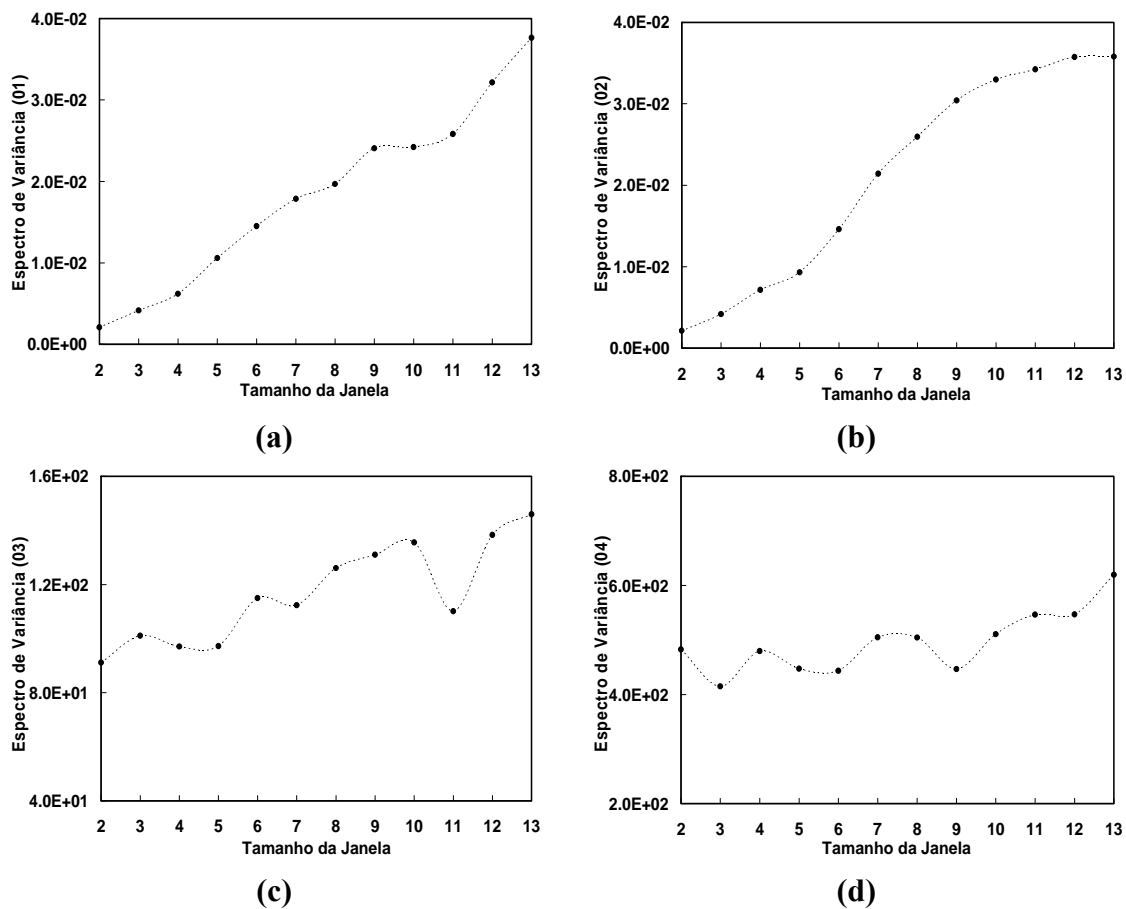 4.0E-02
3.0E-02
2.0E-02
1.0E-02
0.0E+00
Espectro de Variância (01)
2 3 4 5 6 7 8 9 10 11 12 13
Tamanho da Janela
(a)
4.0E-02
3.0E-02
2.0E-02
1.0E-02
0.0E+00
Espectro de Variância (02)
2 3 4 5 6 7 8 9 10 11 12 13
Tamanho da Janela
(b)
1.6E+02
1.2E+02
8.0E+01
4.0E+01
Espectro de Variância (03)
2 3 4 5 6 7 8 9 10 11 12 13
Tamanho da Janela
(c)
8.0E+02
6.0E+02
4.0E+02
2.0E+02
Espectro de Variância (04)
2 3 4 5 6 7 8 9 10 11 12 13
Tamanho da Janela
(d)